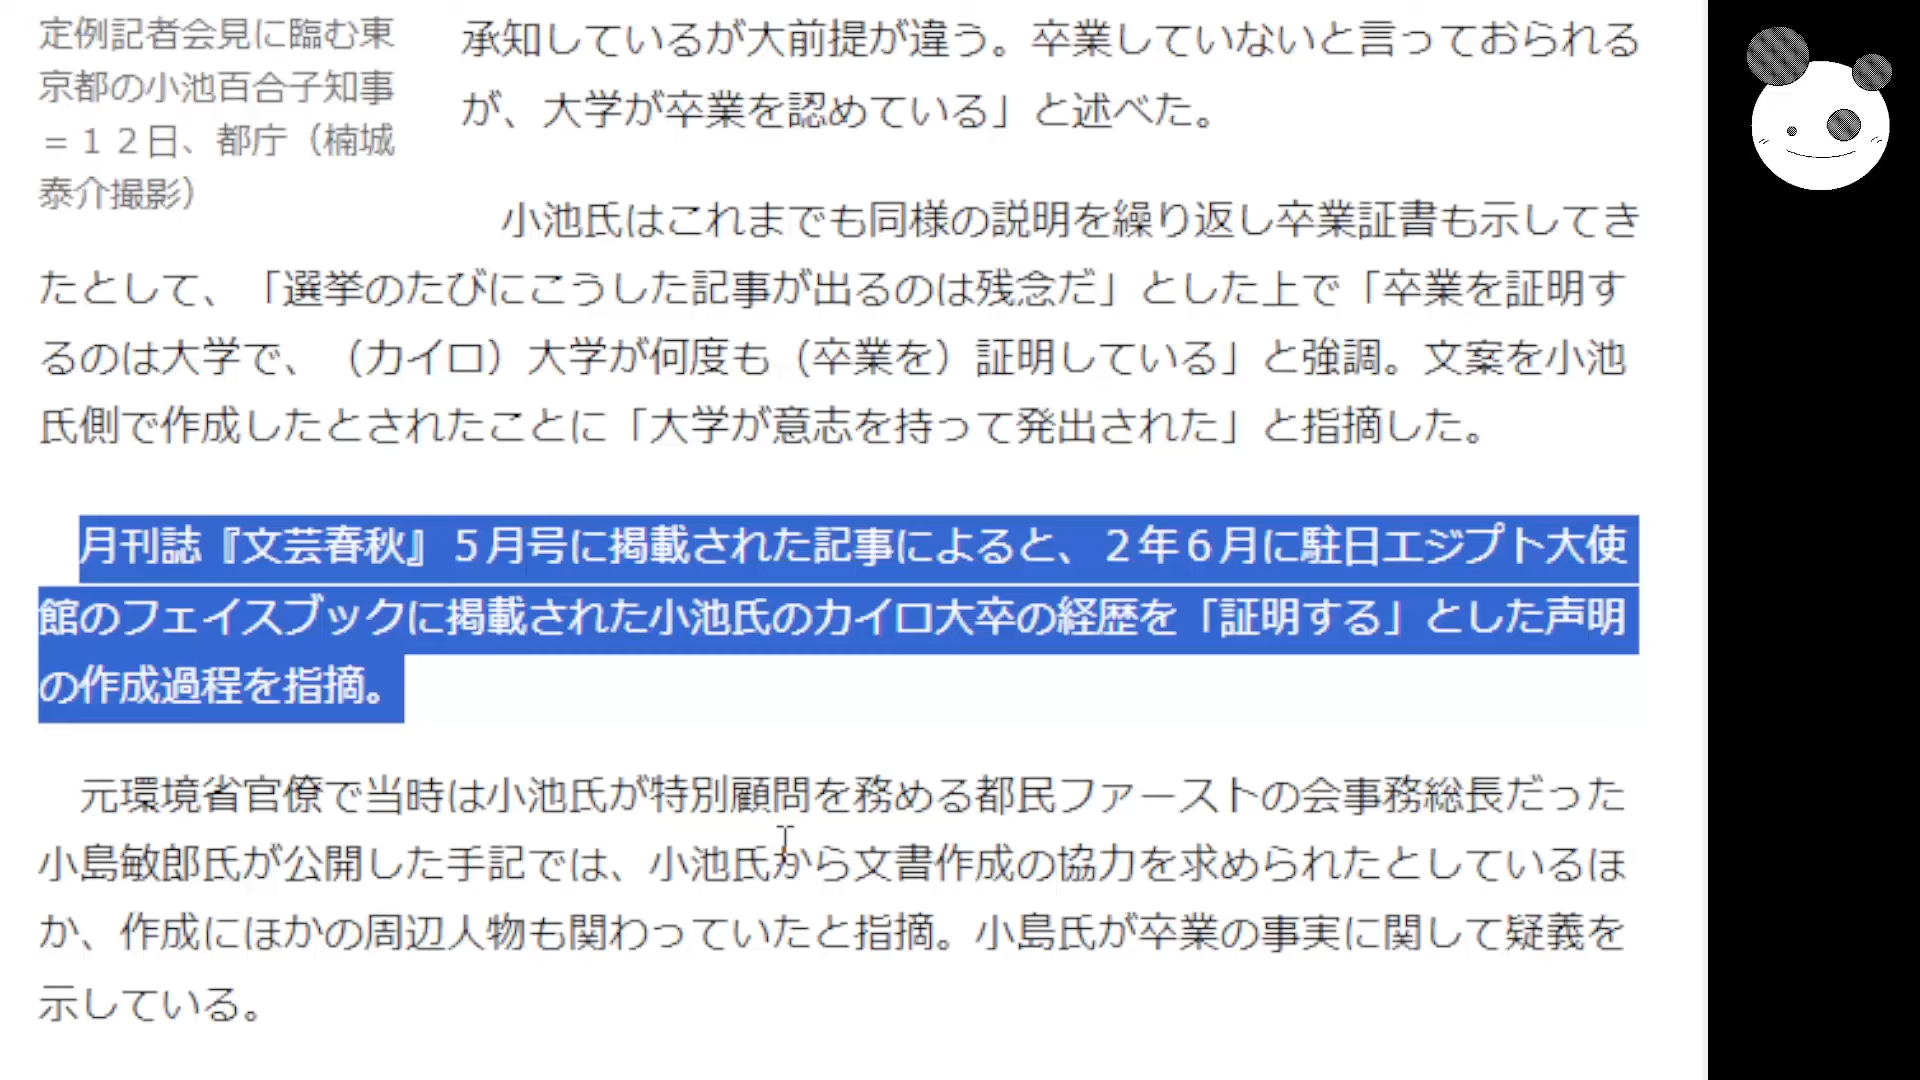 定例記者会見に臨む東
京都の小池百合子知事
＝１２日、都庁（楠城
泰介撮影）
承知しているが大前提が違う。卒業していないと言っておられる
が、大学が卒業を認めている」と述べた。
小池氏はこれまでも同様の説明を繰り返し卒業証書も示してき
たとして、「選挙のたびにこうした記事が出るのは残念だ」とした上で「卒業を証明す
るのは大学で、（カイロ）大学が何度も（卒業を）証明している」と強調。文案を小池
氏側で作成したとされたことに「大学が意志を持って発出された」と指摘した。
月刊誌『文芸春秋』５月号に掲載された記事によると、２年６月に駐日エジプト大使
館のフェイスブックに掲載された小池氏のカイロ大卒の経歴を「証明する」とした声明
の作成過程を指摘。
元環境省官僚で当時は小池氏が特別顧問を務める都民ファーストの会事務総長だった
小島敏郎氏が公開した手記では、小池氏から文書作成の協力を求められたとしているほ
か、作成にほかの周辺人物も関わっていたと指摘。小島氏が卒業の事実に関して疑義を
示している。